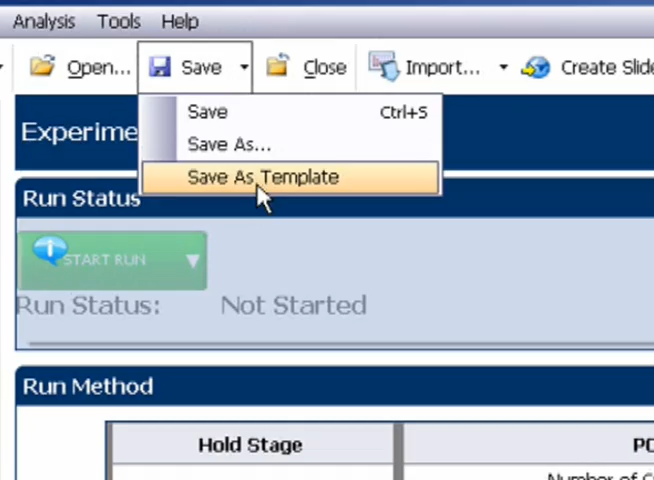 Analysis Tools Help
Open... Save Close Import... Create Slide
Experime
Save Ctrl+S
Save As...
Save As Template
Run Status
START RUN
Run Status: Not Started
Run Method
Hold Stage PC
Number of C